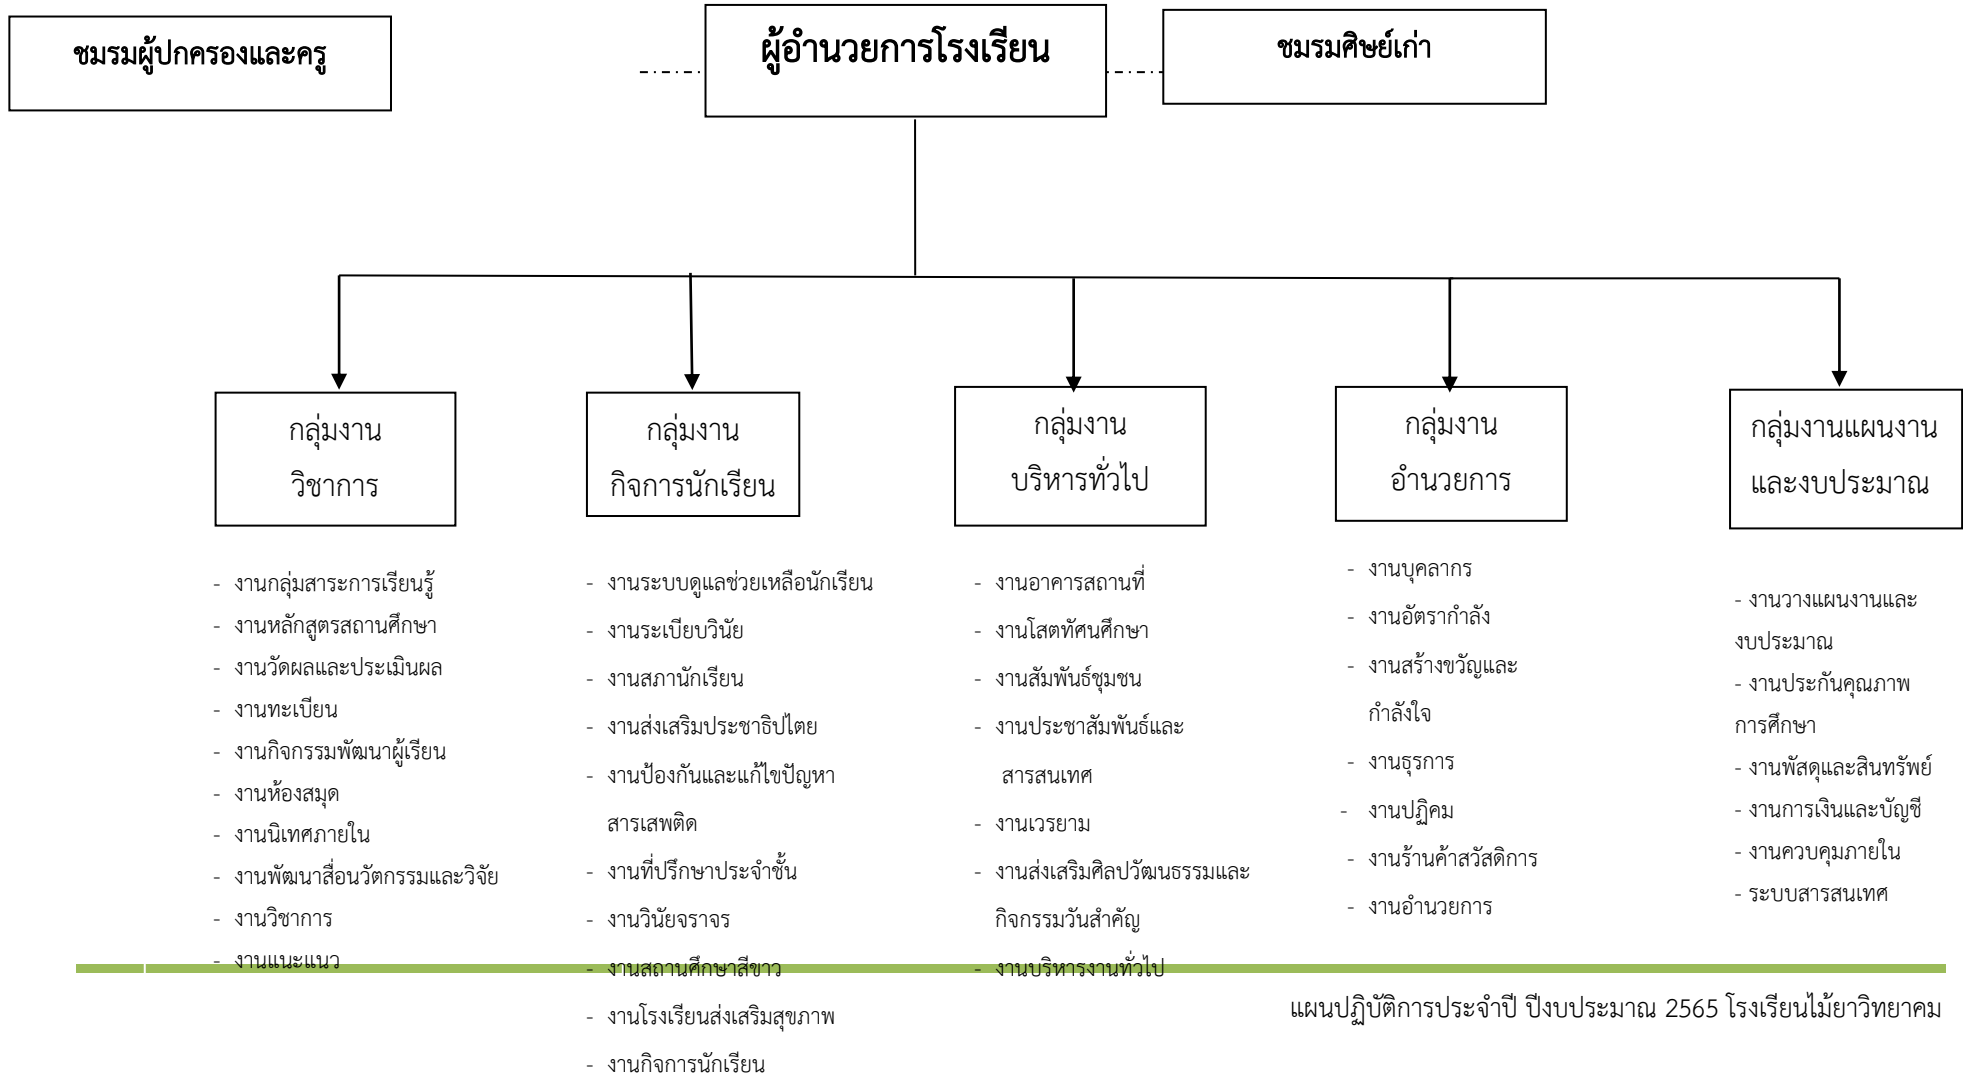 ชมรมผู้ปกครองและครู
ผู้อำนวยการโรงเรียน
ชมรมศิษย์เก่า
กลุ่มงาน
วิชาการ
- งานกลุ่มสาระการเรียนรู้
- งานหลักสูตรสถานศึกษา
- งานวัดผลและประเมินผล
- งานทะเบียน
- งานกิจกรรมพัฒนาผู้เรียน
- งานห้องสมุด
- งานนิเทศภายใน
- งานพัฒนาสื่อนวัตกรรมและวิจัย
- งานวิชาการ
- งานแนะแนว
กลุ่มงาน
กิจการนักเรียน
- งานระบบดูแลช่วยเหลือนักเรียน
- งานระเบียบวินัย
- งานสภานักเรียน
- งานส่งเสริมประชาธิปไตย
- งานป้องกันและแก้ไขปัญหา
สารเสพติด
- งานที่ปรึกษาประจำชั้น
- งานวินัยจราจร
- งานสถานศึกษาสีขาว
- งานโรงเรียนส่งเสริมสุขภาพ
- งานกิจการนักเรียน
กลุ่มงาน
บริหารทั่วไป
- งานอาคารสถานที่
- งานโสตทัศนศึกษา
- งานสัมพันธ์ชุมชน
- งานประชาสัมพันธ์และ
สารสนเทศ
- งานเวรยาม
- งานส่งเสริมศิลปวัฒนธรรมและ
กิจกรรมวันสำคัญ
- งานบริหารงานทั่วไป
กลุ่มงาน
อำนวยการ
- งานบุคลากร
- งานอัตรากำลัง
- งานสร้างขวัญและ
กำลังใจ
- งานธุรการ
- งานปฏิคม
- งานร้านค้าสวัสดิการ
- งานอำนวยการ
กลุ่มงานแผนงาน
และงบประมาณ
- งานวางแผนงานและ
งบประมาณ
- งานประกันคุณภาพ
การศึกษา
- งานพัสดุและสินทรัพย์
- งานการเงินและบัญชี
- งานควบคุมภายใน
- ระบบสารสนเทศ
แผนปฏิบัติการประจำปี ปีงบประมาณ 2565 โรงเรียนไม้ยาวิทยาคม